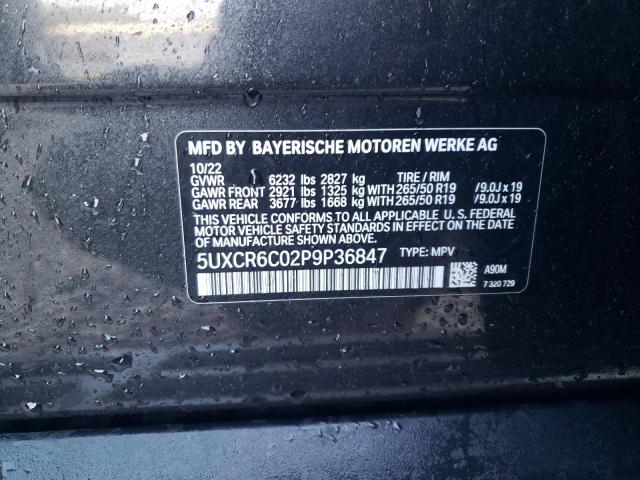 MFD BY BAYERISCHE MOTOREN WERKE AG
10/22
GVWR 6232 lbs 2827 kg TIRE / RIM
GAWR FRONT 2921 lbs 1325 kg WITH 265/50 R19 /9.0J x 19
GAWR REAR 3677 lbs 1668 kg WITH 265/50 R19 /9.0J x 19
THIS VEHICLE CONFORMS TO ALL APPLICABLE U.S. FEDERAL
MOTOR VEHICLE SAFETY STANDARDS IN EFFECT ON THE DATE
OF MANUFACTURE SHOWN ABOVE.
5UXCR6C02P9P36847 TYPE: MPV
A90M
7 320 729